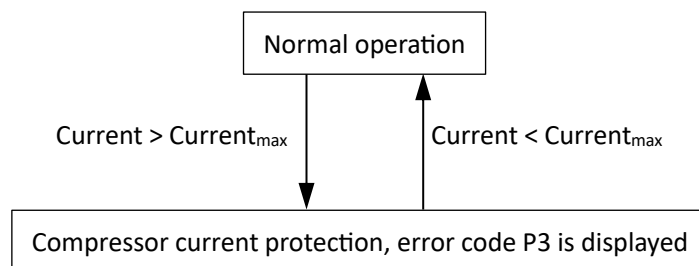 Normal operation
Current > Currentmax
Current < Currentmax
Compressor current protection, error code P3 is displayed